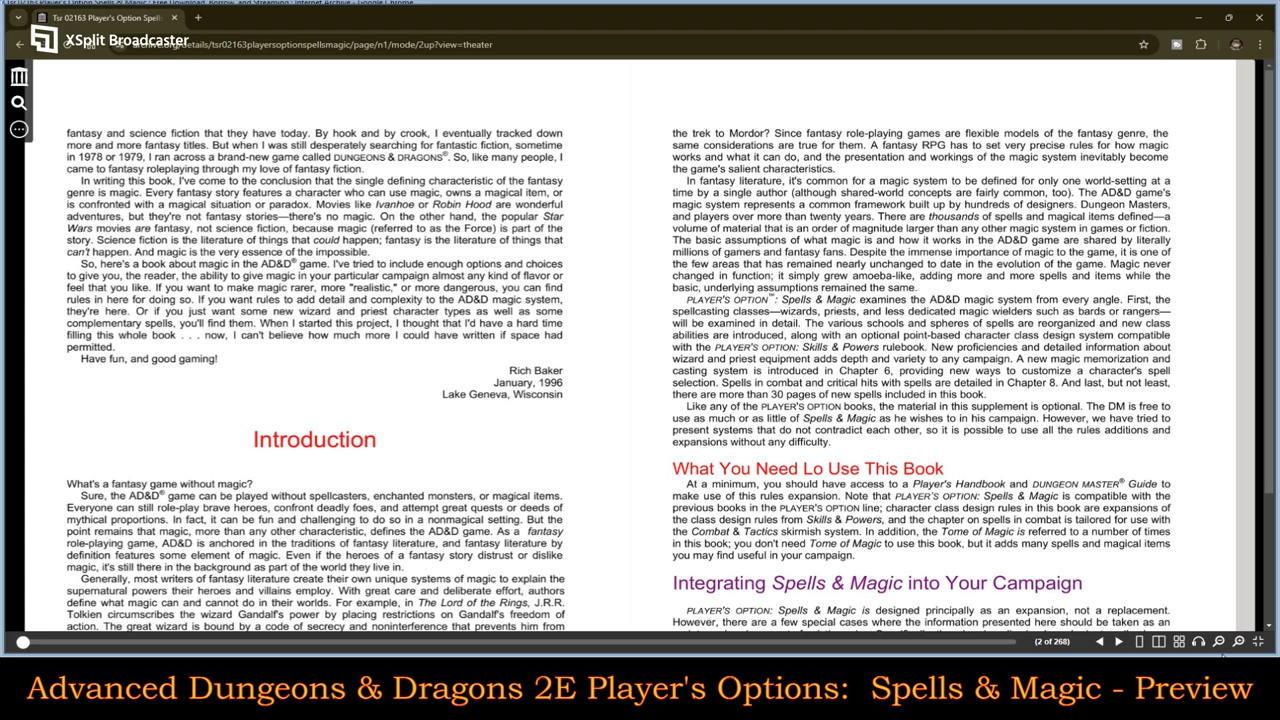 Tsr 02163 Player's Option Spells
XSplit Broadcaster
archive.org/details/tsr02163playersoptionspellsmagic/page/n1/mode/2up?view=theater
fantasy and science fiction that they have today. By hook and by crook, I eventually tracked down
more and more fantasy titles. But when I was still desperately searching for fantastic fiction, sometime
in 1978 or 1979, I ran across a brand-new game called DUNGEONS & DRAGONS®. So, like many people, I
came to fantasy roleplaying through my love of fantasy fiction.
In writing this book, I've come to the conclusion that the single defining characteristic of the fantasy
genre is magic. Every fantasy story features a character who can use magic, owns a magical item, or
is confronted with a magical situation or paradox. Movies like Ivanhoe or Robin Hood are wonderful
adventures, but they're not fantasy stories—there's no magic. On the other hand, the popular Star
Wars movies are fantasy, not science fiction, because magic (referred to as the Force) is part of the
story. Science fiction is the literature of things that could happen; fantasy is the literature of things that
can't happen. And magic is the very essence of the impossible.
So, here's a book about magic in the AD&D® game. I've tried to include enough options and choices
to give you, the reader, the ability to give magic in your particular campaign almost any kind of flavor or
feel that you like. If you want to make magic rarer, more "realistic," or more dangerous, you can find
rules in here for doing so. If you want rules to add detail and complexity to the AD&D magic system,
they're here. Or if you just want some new wizard and priest character types as well as some
complementary spells, you'll find them. When I started this project, I thought that I'd have a hard time
filling this whole book . . . now, I can't believe how much more I could have written if space had
permitted.
Have fun, and good gaming!
Rich Baker
January, 1996
Lake Geneva, Wisconsin
Introduction
What's a fantasy game without magic?
Sure, the AD&D® game can be played without spellcasters, enchanted monsters, or magical items.
Everyone can still role-play brave heroes, confront deadly foes, and attempt great quests or deeds of
mythical proportions. In fact, it can be fun and challenging to do so in a nonmagical setting. But the
point remains that magic, more than any other characteristic, defines the AD&D game. As a fantasy
role-playing game, AD&D is anchored in the traditions of fantasy literature, and fantasy literature by
definition features some element of magic. Even if the heroes of a fantasy story distrust or dislike
magic, it's still there in the background as part of the world they live in.
Generally, most writers of fantasy literature create their own unique systems of magic to explain the
supernatural powers their heroes and villains employ. With great care and deliberate effort, authors
define what magic can and cannot do in their worlds. For example, in The Lord of the Rings, J.R.R.
Tolkien circumscribes the wizard Gandalf's power by placing restrictions on Gandalf's freedom of
action. The great wizard is bound by a code of secrecy and noninterference that prevents him from
the trek to Mordor? Since fantasy role-playing games are flexible models of the fantasy genre, the
same considerations are true for them. A fantasy RPG has to set very precise rules for how magic
works and what it can do, and the presentation and workings of the magic system inevitably become
the game's salient characteristics.
In fantasy literature, it's common for a magic system to be defined for only one world-setting at a
time by a single author (although shared-world concepts are fairly common, too). The AD&D game's
magic system represents a common framework built up by hundreds of designers. Dungeon Masters,
and players over more than twenty years. There are thousands of spells and magical items defined—a
volume of material that is an order of magnitude larger than any other magic system in games or fiction.
The basic assumptions of what magic is and how it works in the AD&D game are shared by literally
millions of gamers and fantasy fans. Despite the immense importance of magic to the game, it is one of
the few areas that has remained nearly unchanged to date in the evolution of the game. Magic never
changed in function; it simply grew amoeba-like, adding more and more spells and items while the
basic, underlying assumptions remained the same.
PLAYER'S OPTION™: Spells & Magic examines the AD&D magic system from every angle. First, the
spellcasting classes—wizards, priests, and less dedicated magic wielders such as bards or rangers—
will be examined in detail. The various schools and spheres of spells are reorganized and new class
abilities are introduced, along with an optional point-based character class design system compatible
with the PLAYER'S OPTION: Skills & Powers rulebook. New proficiencies and detailed information about
wizard and priest equipment adds depth and variety to any campaign. A new magic memorization and
casting system is introduced in Chapter 6, providing new ways to customize a character's spell
selection. Spells in combat and critical hits with spells are detailed in Chapter 8. And last, but not least,
there are more than 30 pages of new spells included in this book.
Like any of the PLAYER'S OPTION books, the material in this supplement is optional. The DM is free to
use as much or as little of Spells & Magic as he wishes to in his campaign. However, we have tried to
present systems that do not contradict each other, so it is possible to use all the rules additions and
expansions without any difficulty.
What You Need Lo Use This Book
At a minimum, you should have access to a Player's Handbook and DUNGEON MASTER® Guide to
make use of this rules expansion. Note that PLAYER'S OPTION: Spells & Magic is compatible with the
previous books in the PLAYER'S OPTION line; character class design rules in this book are expansions of
the class design rules from Skills & Powers, and the chapter on spells in combat is tailored for use with
the Combat & Tactics skirmish system. In addition, the Tome of Magic is referred to a number of times
in this book; you don't need Tome of Magic to use this book, but it adds many spells and magical items
you may find useful in your campaign.
Integrating Spells & Magic into Your Campaign
PLAYER'S OPTION: Spells & Magic is designed principally as an expansion, not a replacement.
However, there are a few special cases where the information presented here should be taken as an
(2 of 268)
Advanced Dungeons & Dragons 2E Player's Options: Spells & Magic - Preview